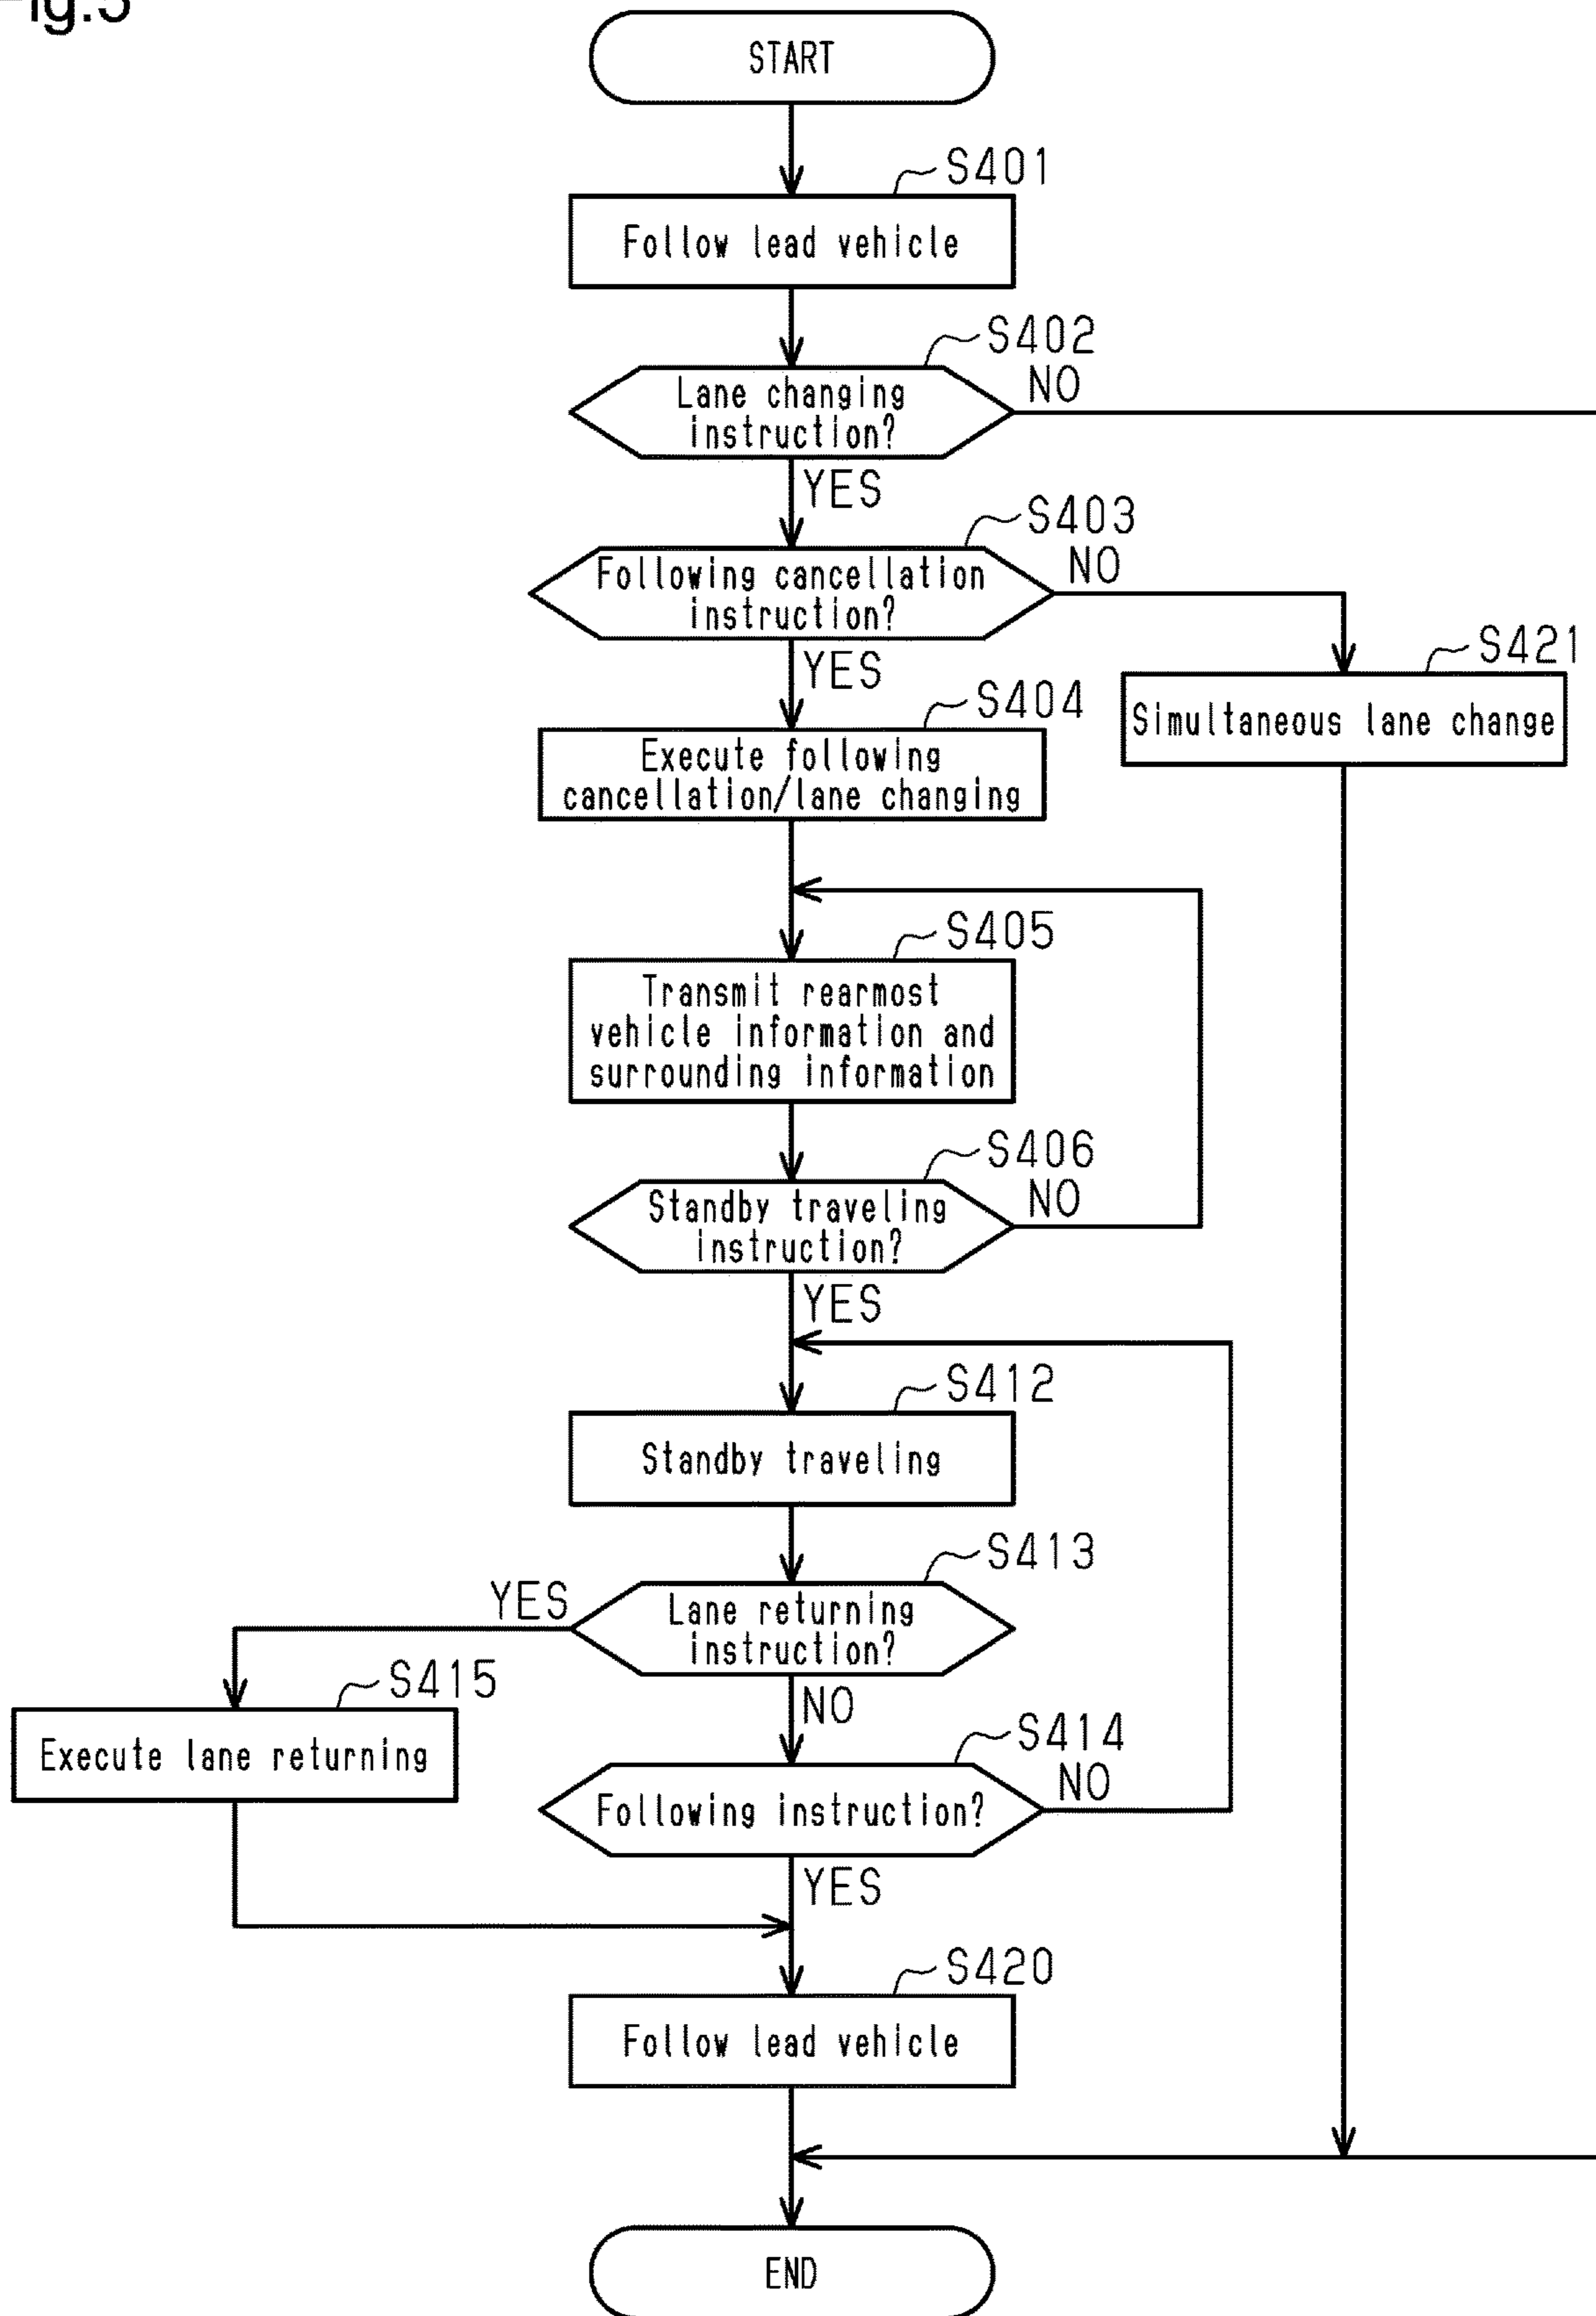 Fig.5
START
S401
Follow lead vehicle
S402
Lane changing
instruction?
NO
YES
S403
Following cancellation
instruction?
NO
YES
S421
Simultaneous lane change
S404
Execute following
cancellation/lane changing
S405
Transmit rearmost
vehicle information and
surrounding information
S406
Standby traveling
instruction?
NO
YES
S412
Standby traveling
S413
YES
Lane returning
instruction?
NO
S415
Execute lane returning
S414
Following instruction?
NO
YES
S420
Follow lead vehicle
END